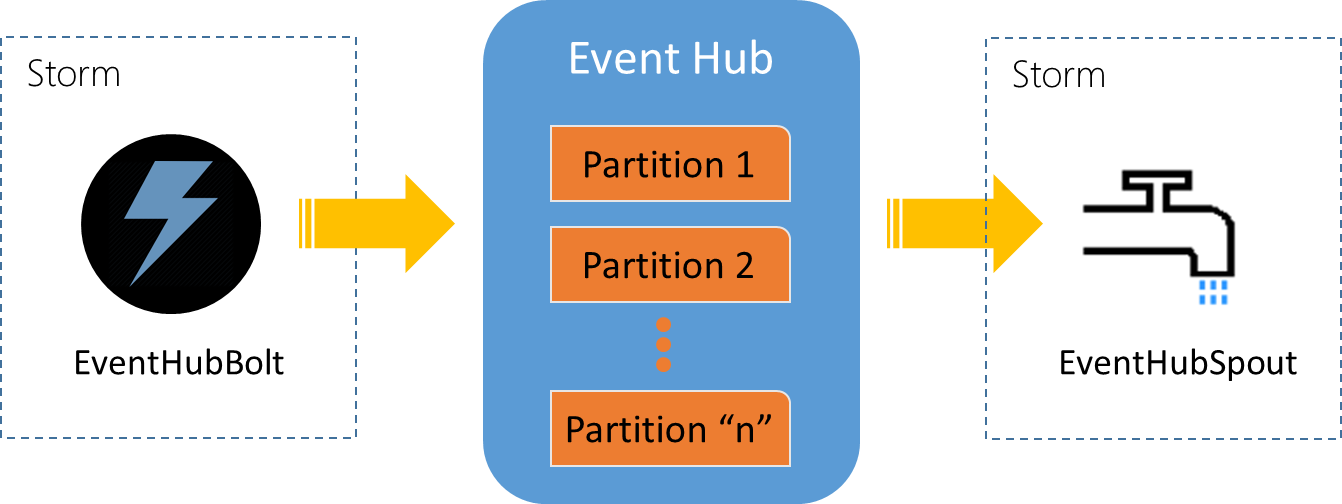 Storm
EventHubBolt
Event Hub
Partition 1
Partition 2
Partition “n”
Storm
EventHubSpout